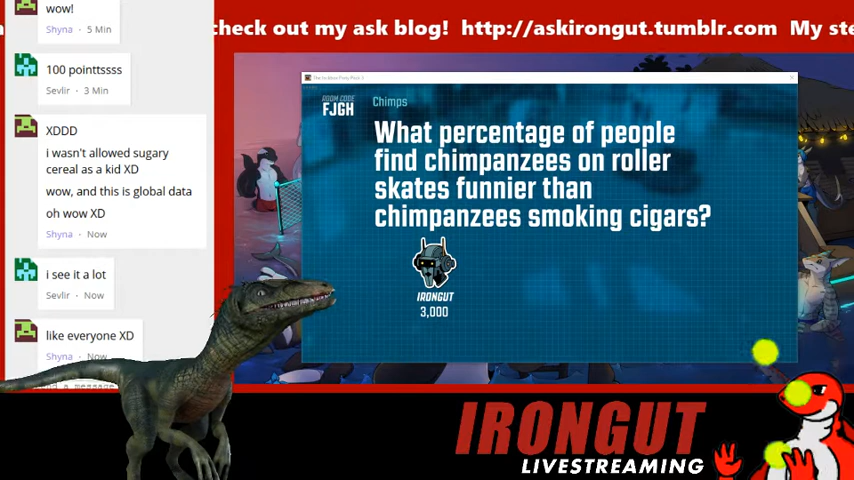 check out my ask blog! http://askirongut.tumblr.com My ste
wow!
Shyna 5 Min
100 pointtssss
Sevlir 3 Min
XDDD
i wasn't allowed sugary
cereal as a kid XD
wow, and this is global data
oh wow XD
Shyna Now
i see it a lot
Sevlir Now
like everyone XD
Shyna Now
ROOM CODE
FJGH
Chimps
What percentage of people
find chimpanzees on roller
skates funnier than
chimpanzees smoking cigars?
IRONGUT
3,000
IRONGUT
LIVESTREAMING